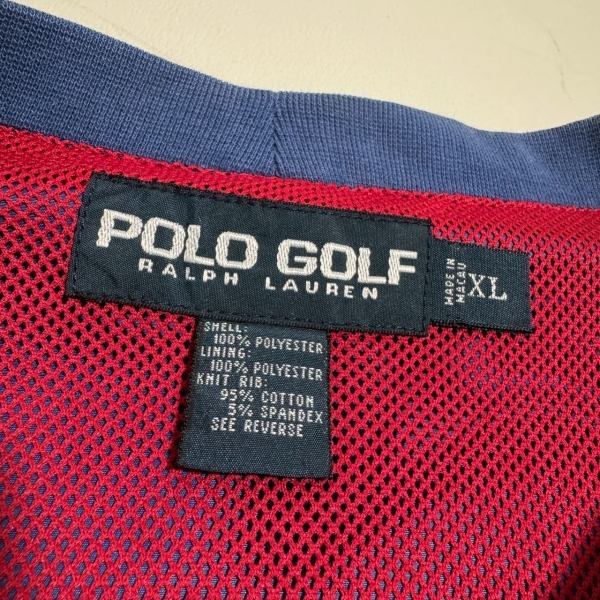 POLO GOLF
RALPH LAUREN
MADE IN
MACAU
XL
SHELL:
100% POLYESTER
LINING:
100% POLYESTER
KNIT RIB:
95% COTTON
5% SPANDEX
SEE REVERSE